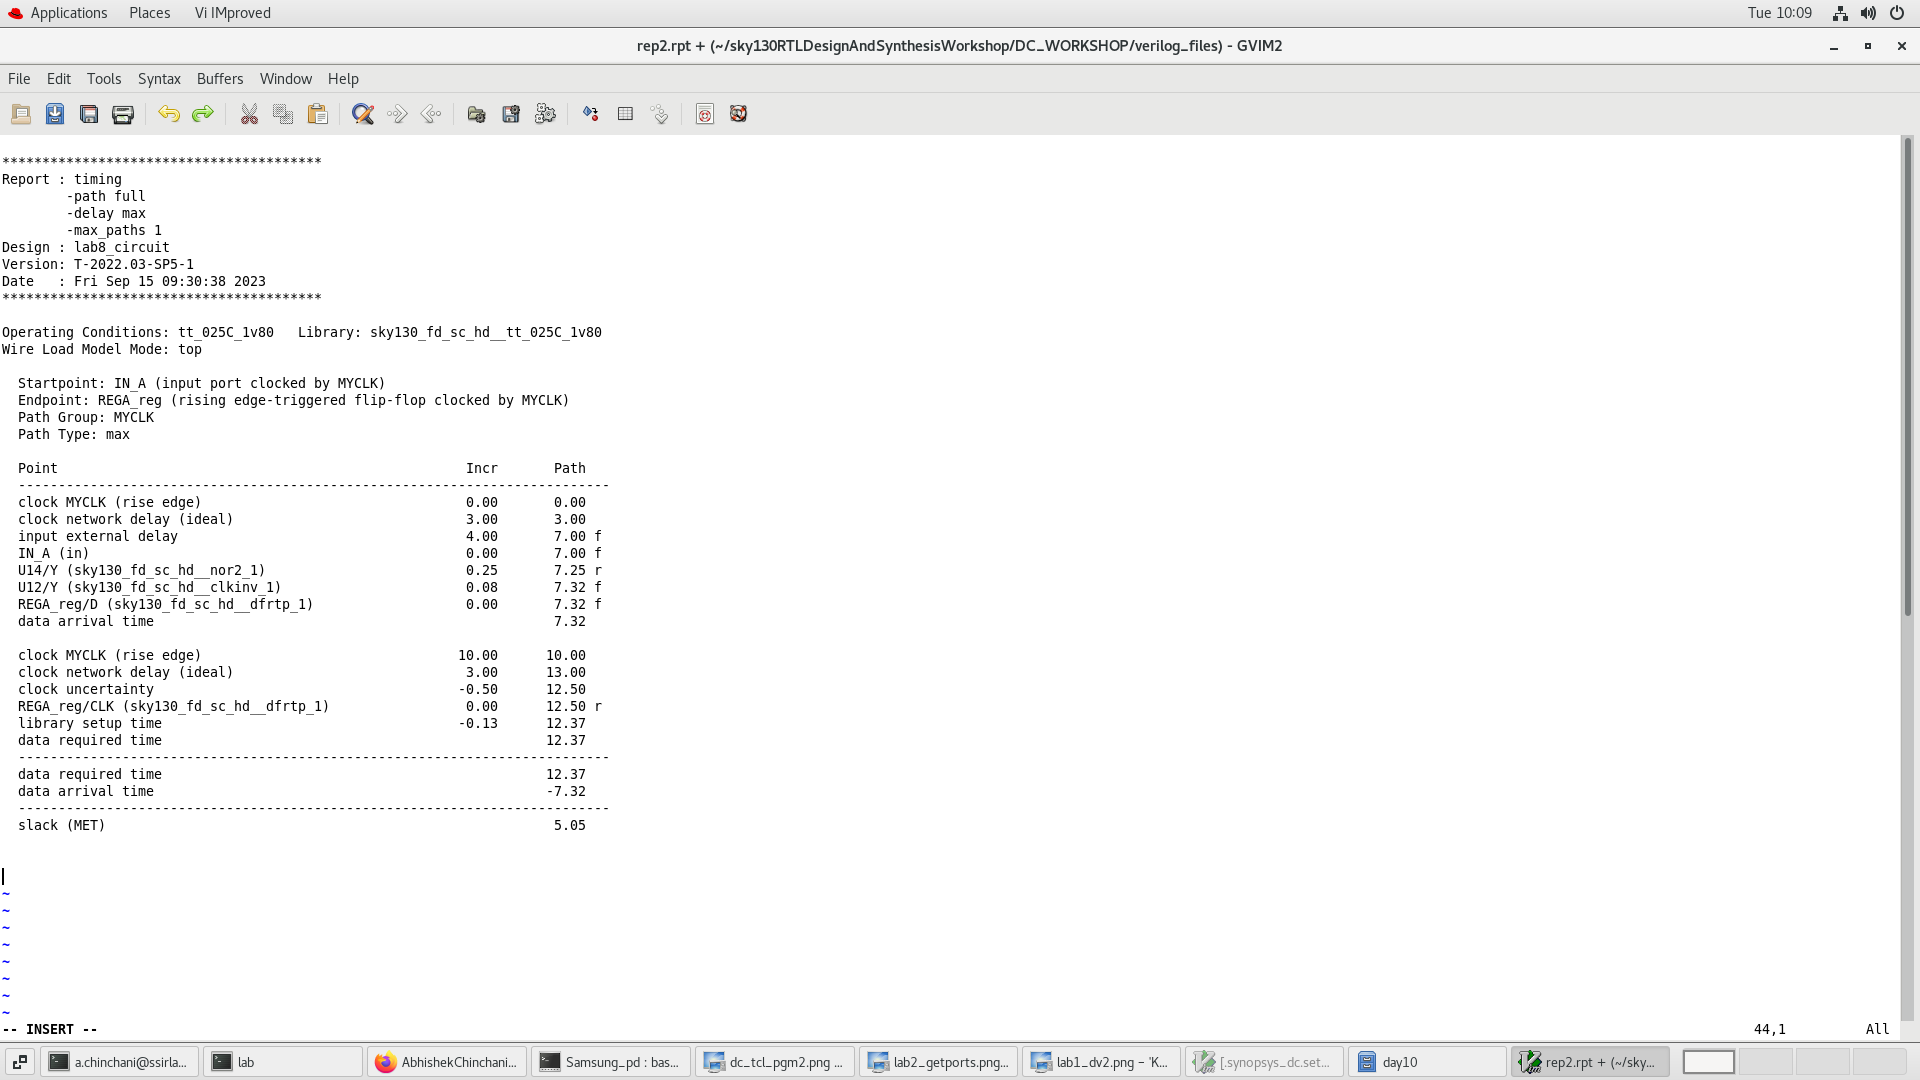 Applications Places Vi IMproved Tue 10:09
rep2.rpt + (~/sky130RTLDesignAndSynthesisWorkshop/DC_WORKSHOP/verilog_files) - GVIM2
File Edit Tools Syntax Buffers Window Help
****************************************
Report : timing
        -path full
        -delay max
        -max_paths 1
Design : lab8_circuit
Version: T-2022.03-SP5-1
Date   : Fri Sep 15 09:30:38 2023
****************************************
Operating Conditions: tt_025C_1v80   Library: sky130_fd_sc_hd__tt_025C_1v80
Wire Load Model Mode: top
  Startpoint: IN_A (input port clocked by MYCLK)
  Endpoint: REGA_reg (rising edge-triggered flip-flop clocked by MYCLK)
  Path Group: MYCLK
  Path Type: max
  Point                                                   Incr       Path
  --------------------------------------------------------------------------
  clock MYCLK (rise edge)                                 0.00       0.00
  clock network delay (ideal)                             3.00       3.00
  input external delay                                    4.00       7.00 f
  IN_A (in)                                               0.00       7.00 f
  U14/Y (sky130_fd_sc_hd__nor2_1)                         0.25       7.25 r
  U12/Y (sky130_fd_sc_hd__clkinv_1)                       0.08       7.32 f
  REGA_reg/D (sky130_fd_sc_hd__dfrtp_1)                   0.00       7.32 f
  data arrival time                                                  7.32
  clock MYCLK (rise edge)                                10.00      10.00
  clock network delay (ideal)                             3.00      13.00
  clock uncertainty                                      -0.50      12.50
  REGA_reg/CLK (sky130_fd_sc_hd__dfrtp_1)                 0.00      12.50 r
  library setup time                                     -0.13      12.37
  data required time                                                12.37
  --------------------------------------------------------------------------
  data required time                                                12.37
  data arrival time                                                 -7.32
  --------------------------------------------------------------------------
  slack (MET)                                                        5.05
~
~
~
~
~
~
~
~
-- INSERT -- 44,1 All
a.chinchani@ssirla... lab AbhishekChinchani... Samsung_pd : bas... dc_tcl_pgm2.png ... lab2_getports.png... lab1_dv2.png – 'K... [.synopsys_dc.set... day10 rep2.rpt + (~/sky...